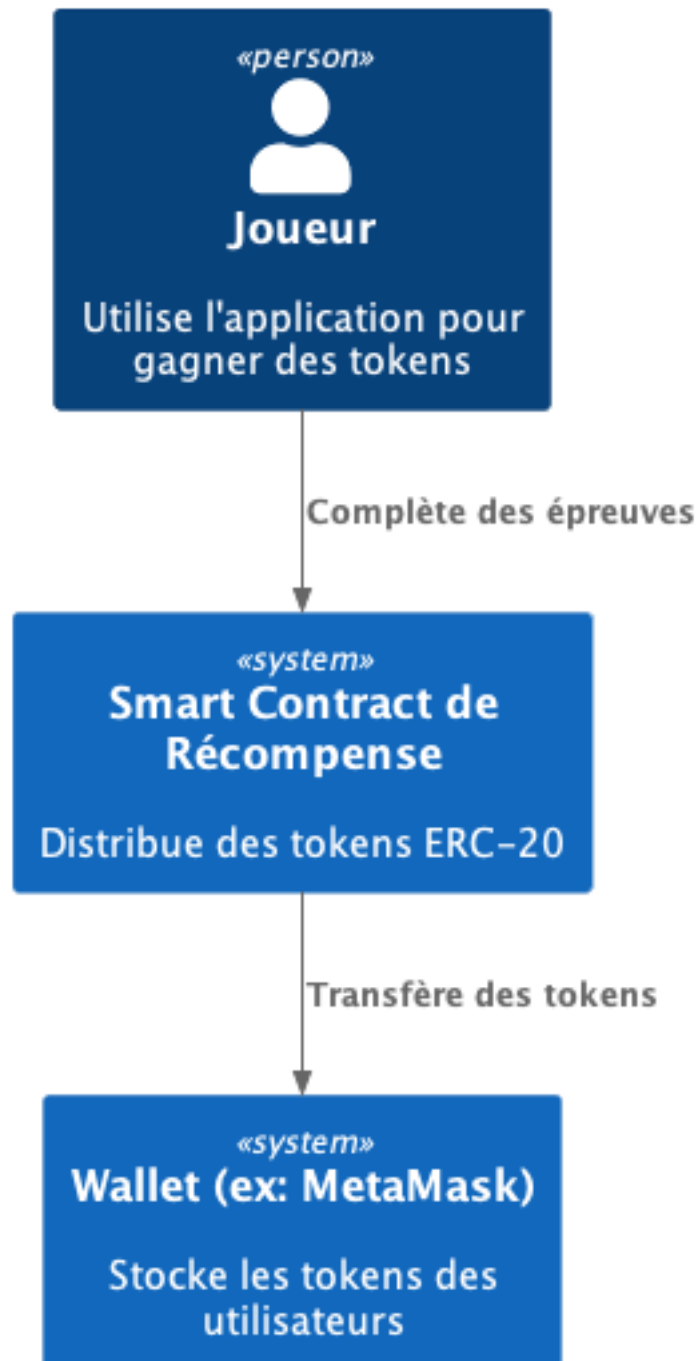 «person»
Joueur
Utilise l'application pour
gagner des tokens
Complète des épreuves
«system»
Smart Contract de
Récompense
Distribue des tokens ERC-20
Transfère des tokens
«system»
Wallet (ex: MetaMask)
Stocke les tokens des
utilisateurs